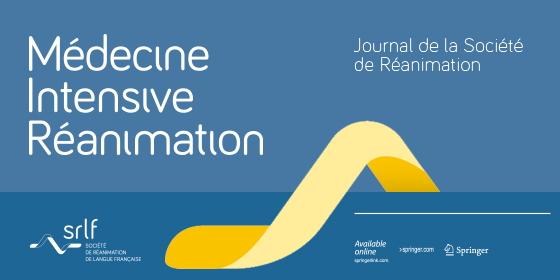 Médecine
Intensive
Réanimation
Journal de la Société
de Réanimation
srlf
SOCIÉTÉ
DE RÉANIMATION
DE LANGUE FRANÇAISE
Available
online
springerlink.com
>springer.com
Springer